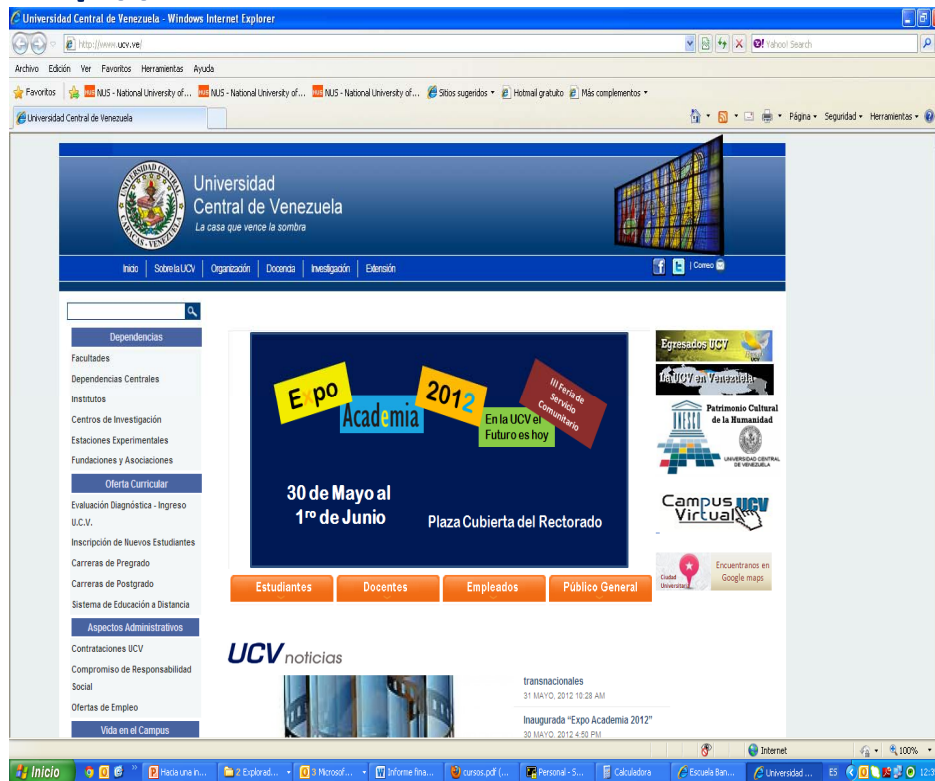 Universidad Central de Venezuela - Windows Internet Explorer
http://www.ucv.ve/
Yahoo! Search
Archivo Edición Ver Favoritos Herramientas Ayuda
Favoritos NUS - National University of... NUS - National University of... NUS - National University of... Sitios sugeridos Hotmail gratuito Más complementos
Universidad Central de Venezuela
Página Seguridad Herramientas
Universidad
Central de Venezuela
La casa que vence la sombra
Inicio Sobre la UCV Organización Docencia Investigación Extensión | Correo
Dependencias
Facultades
Dependencias Centrales
Institutos
Centros de Investigación
Estaciones Experimentales
Fundaciones y Asociaciones
Oferta Curricular
Evaluación Diagnóstica - Ingreso
U.C.V.
Inscripción de Nuevos Estudiantes
Carreras de Pregrado
Carreras de Postgrado
Sistema de Educación a Distancia
Aspectos Administrativos
Contrataciones UCV
Compromiso de Responsabilidad
Social
Ofertas de Empleo
Vida en el Campus
Expo
Academia
2012
En la UCV el
Futuro es hoy
III Feria de
Servicio
Comunitario
30 de Mayo al
1ro de Junio
Plaza Cubierta del Rectorado
Estudiantes Docentes Empleados Público General
UCV noticias
transnacionales
31 MAYO, 2012 10:28 AM
Inaugurada “Expo Academia 2012”
30 MAYO, 2012 4:50 PM
Egresados UCV
La UCV en Venezuela
Patrimonio Cultural
de la Humanidad
UNIVERSIDAD CENTRAL
DE VENEZUELA
Campus UCV
Virtual
Ciudad
Universitaria
Encuentranos en
Google maps
Internet 100%
Inicio Hacia una in... 2 Explorad... 3 Microsof... Informe fina... cursos.pdf (... Personal - S... Calculadora Escuela Ban... Universidad ... ES